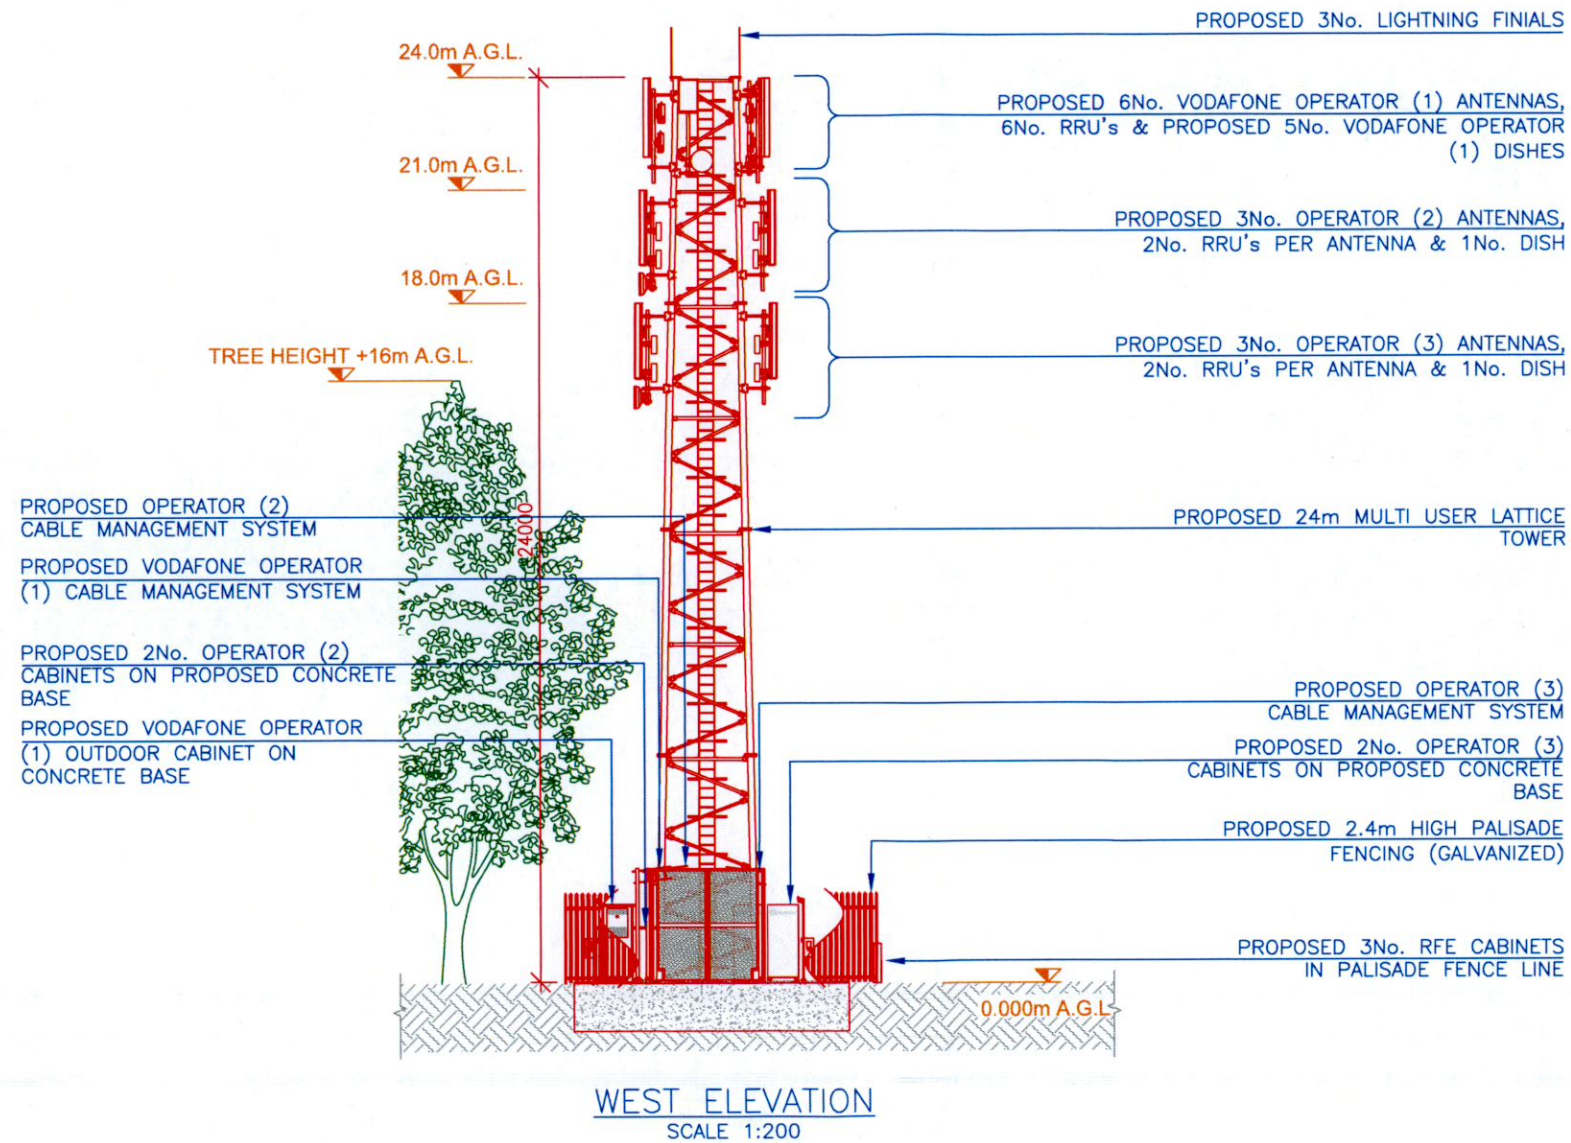 PROPOSED 3No. LIGHTNING FINIALS
24.0m A.G.L.
PROPOSED 6No. VODAFONE OPERATOR (1) ANTENNAS,
6No. RRU's & PROPOSED 5No. VODAFONE OPERATOR
(1) DISHES
21.0m A.G.L.
PROPOSED 3No. OPERATOR (2) ANTENNAS,
2No. RRU's PER ANTENNA & 1No. DISH
18.0m A.G.L.
TREE HEIGHT +16m A.G.L.
PROPOSED 3No. OPERATOR (3) ANTENNAS,
2No. RRU's PER ANTENNA & 1No. DISH
PROPOSED OPERATOR (2)
CABLE MANAGEMENT SYSTEM
24000
PROPOSED 24m MULTI USER LATTICE
TOWER
PROPOSED VODAFONE OPERATOR
(1) CABLE MANAGEMENT SYSTEM
PROPOSED 2No. OPERATOR (2)
CABINETS ON PROPOSED CONCRETE
BASE
PROPOSED VODAFONE OPERATOR
(1) OUTDOOR CABINET ON
CONCRETE BASE
PROPOSED OPERATOR (3)
CABLE MANAGEMENT SYSTEM
PROPOSED 2No. OPERATOR (3)
CABINETS ON PROPOSED CONCRETE
BASE
PROPOSED 2.4m HIGH PALISADE
FENCING (GALVANIZED)
PROPOSED 3No. RFE CABINETS
IN PALISADE FENCE LINE
0.000m A.G.L
WEST ELEVATION
SCALE 1:200